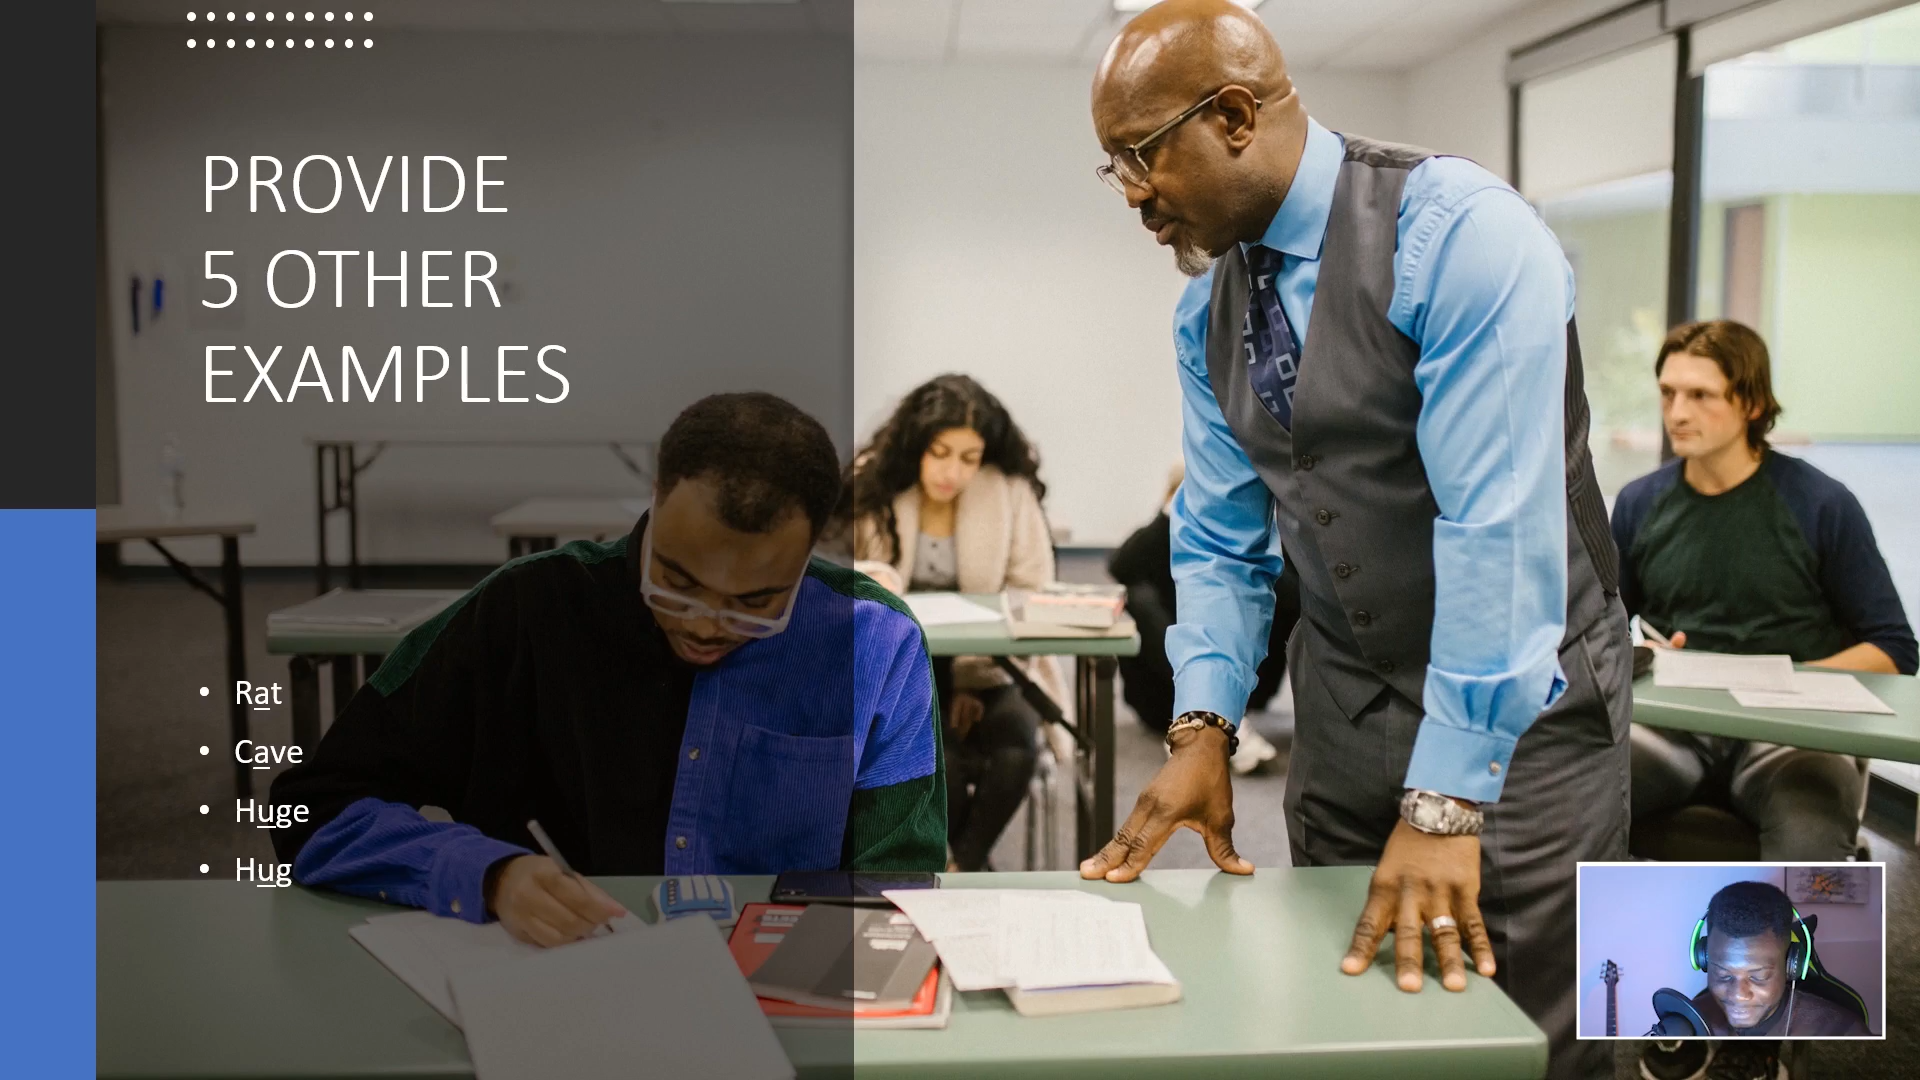 PROVIDE
5 OTHER
EXAMPLES
• Rat
• Cave
• Huge
• Hug